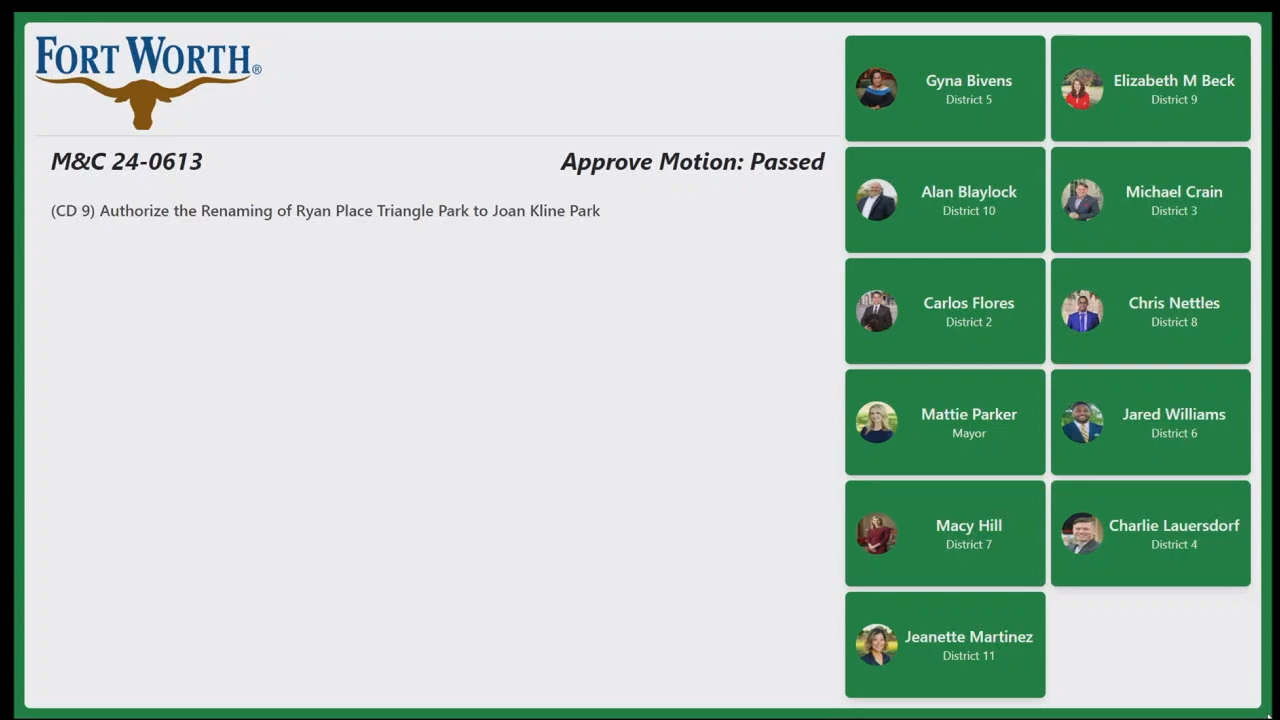 FORT WORTH®
M&C 24-0613
Approve Motion: Passed
(CD 9) Authorize the Renaming of Ryan Place Triangle Park to Joan Kline Park
Gyna Bivens
District 5
Elizabeth M Beck
District 9
Alan Blaylock
District 10
Michael Crain
District 3
Carlos Flores
District 2
Chris Nettles
District 8
Mattie Parker
Mayor
Jared Williams
District 6
Macy Hill
District 7
Charlie Lauersdorf
District 4
Jeanette Martinez
District 11